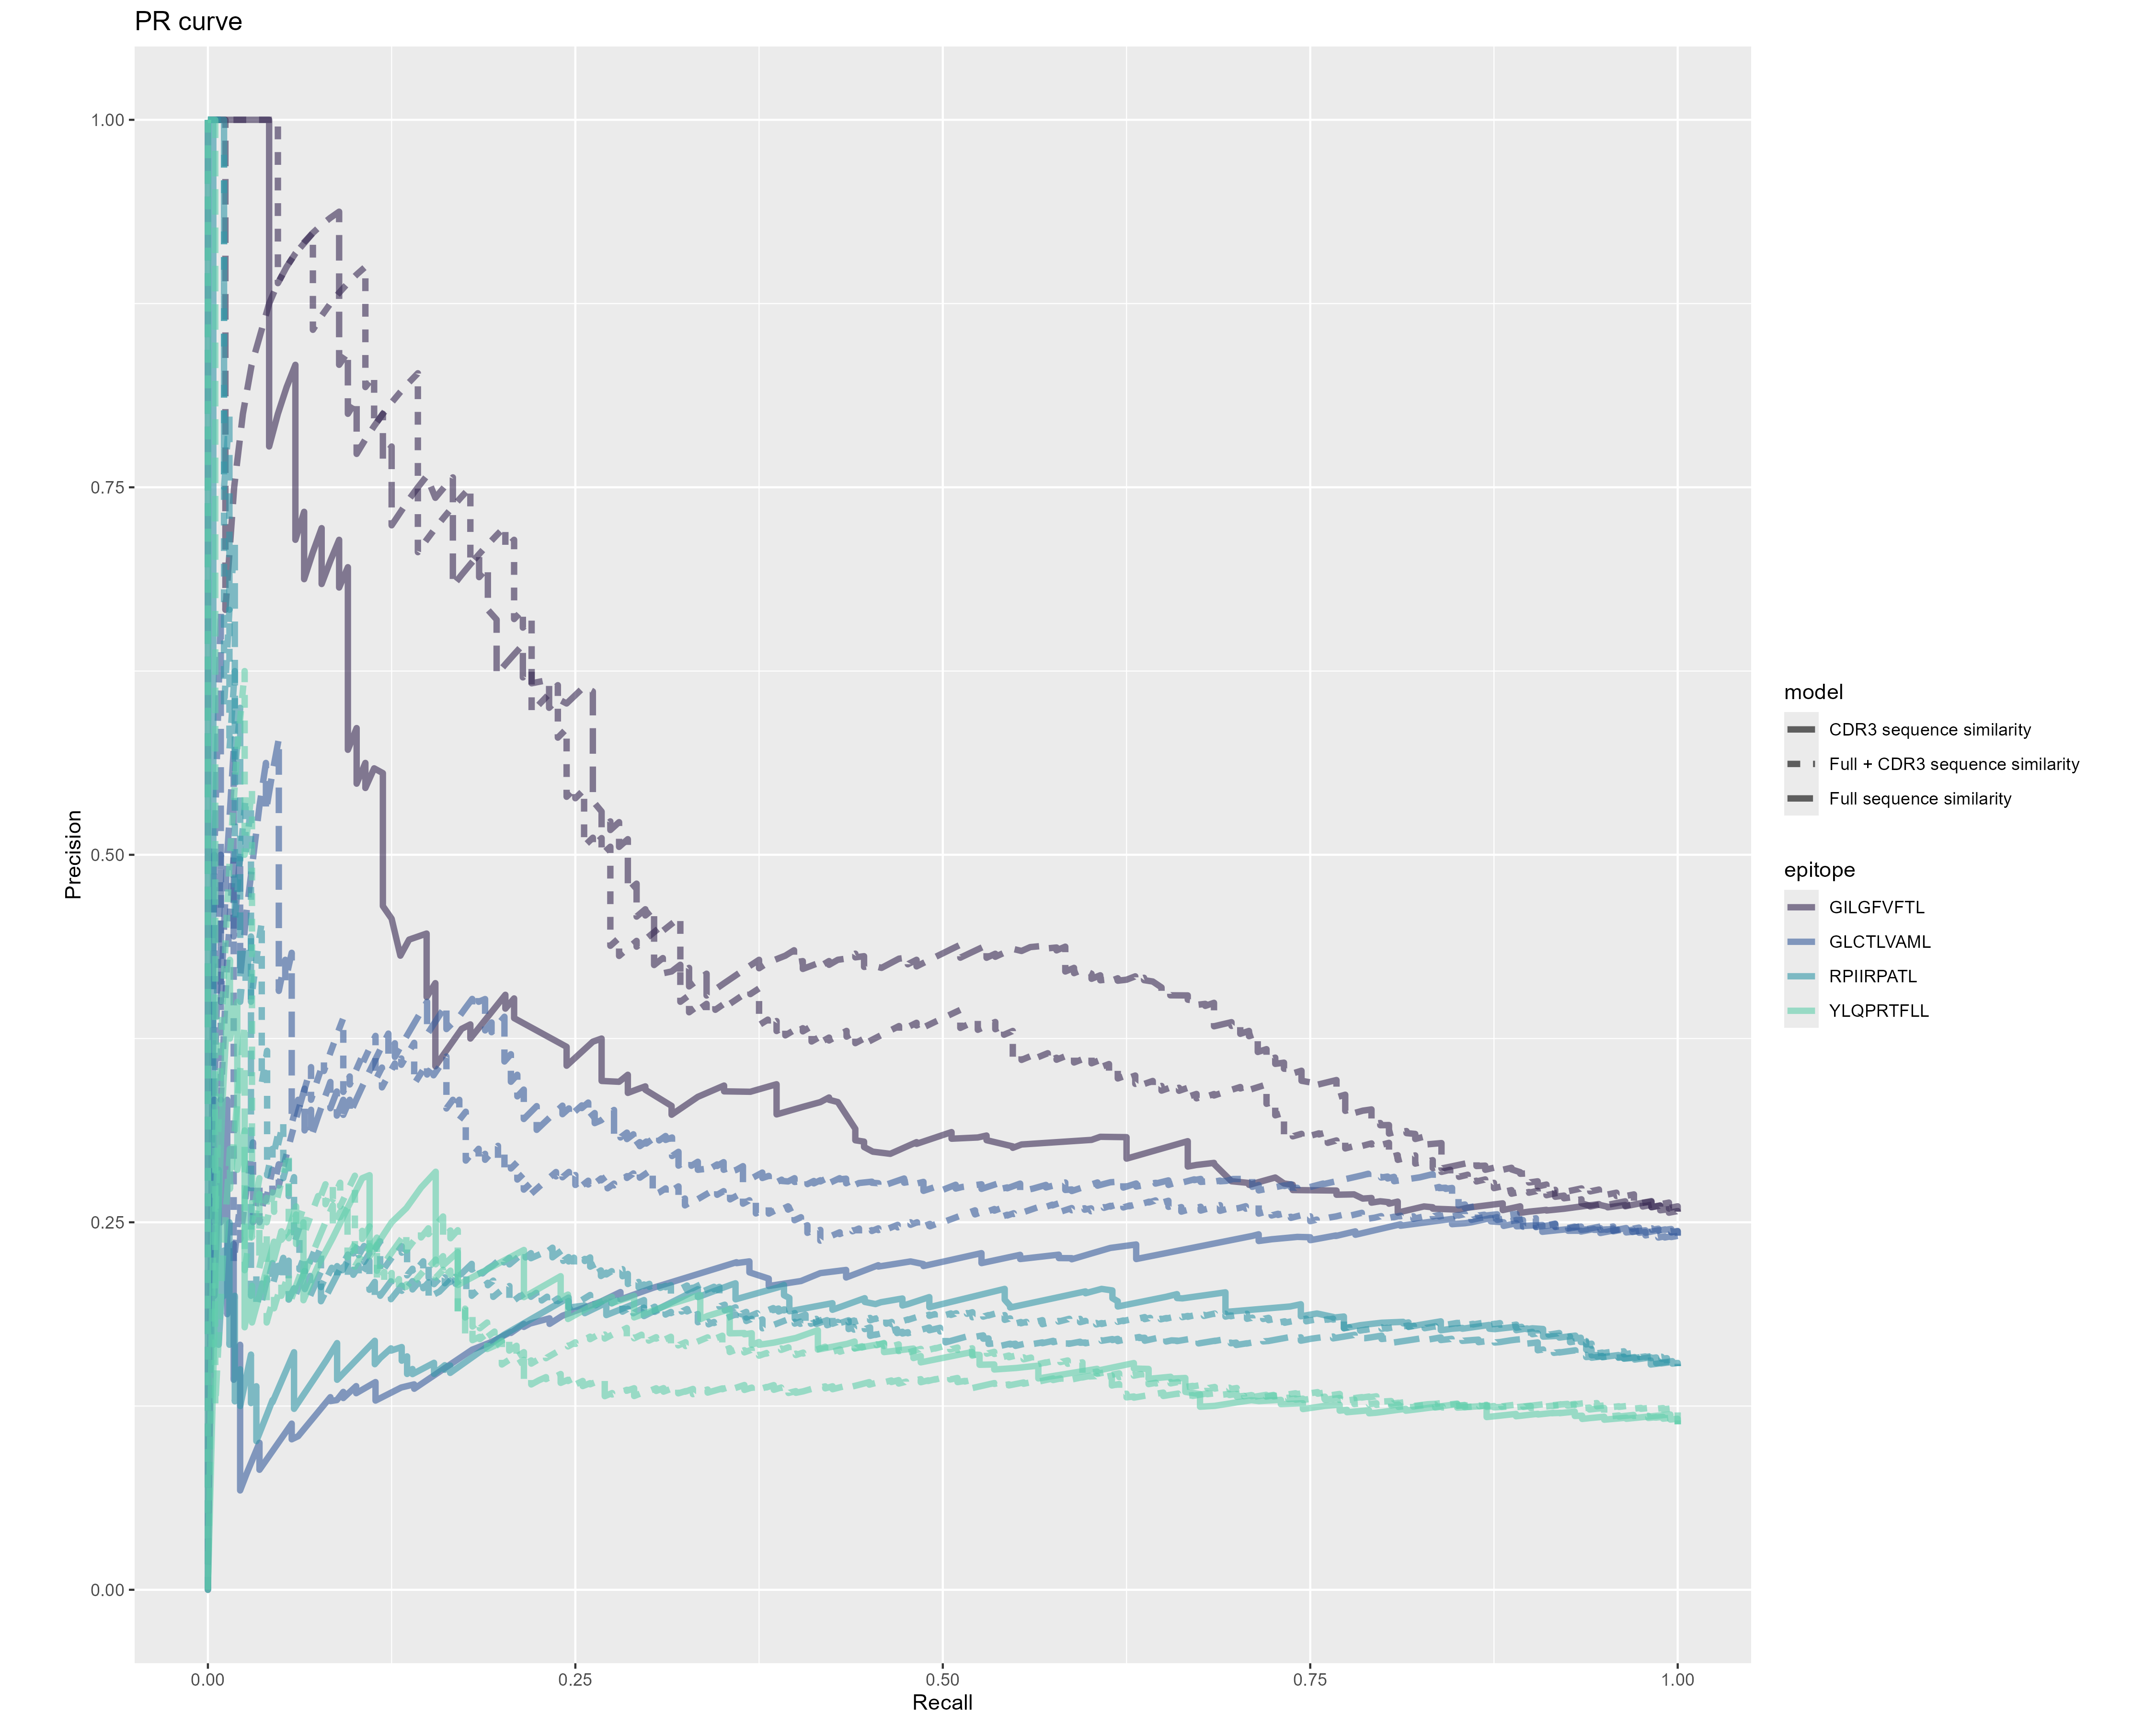 PR curve
1.00
0.75
0.50
0.25
0.00
Precision
0.00
0.25
0.50
0.75
1.00
Recall
model
CDR3 sequence similarity
Full + CDR3 sequence similarity
Full sequence similarity
epitope
GILGFVFTL
GLCTLVAML
RPIIRPATL
YLQPRTFLL